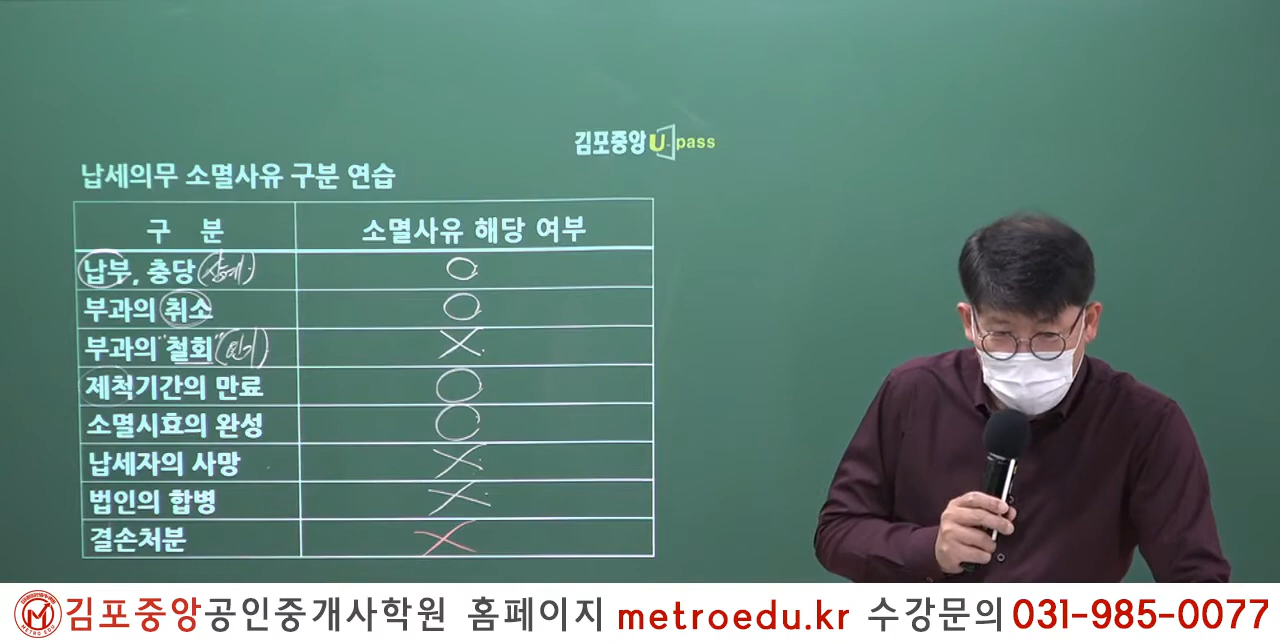 김포중앙 U-pass
납세의무 소멸사유 구분 연습
구 분 소멸사유 해당 여부
납부, 충당 (상계) ○
부과의 취소 ○
부과의 "철회" X
제척기간의 만료 ○
소멸시효의 완성 ○
납세자의 사망 X
법인의 합병 X
결손처분 X
김포중앙공인중개사학원 홈페이지 metroedu.kr 수강문의 031-985-0077